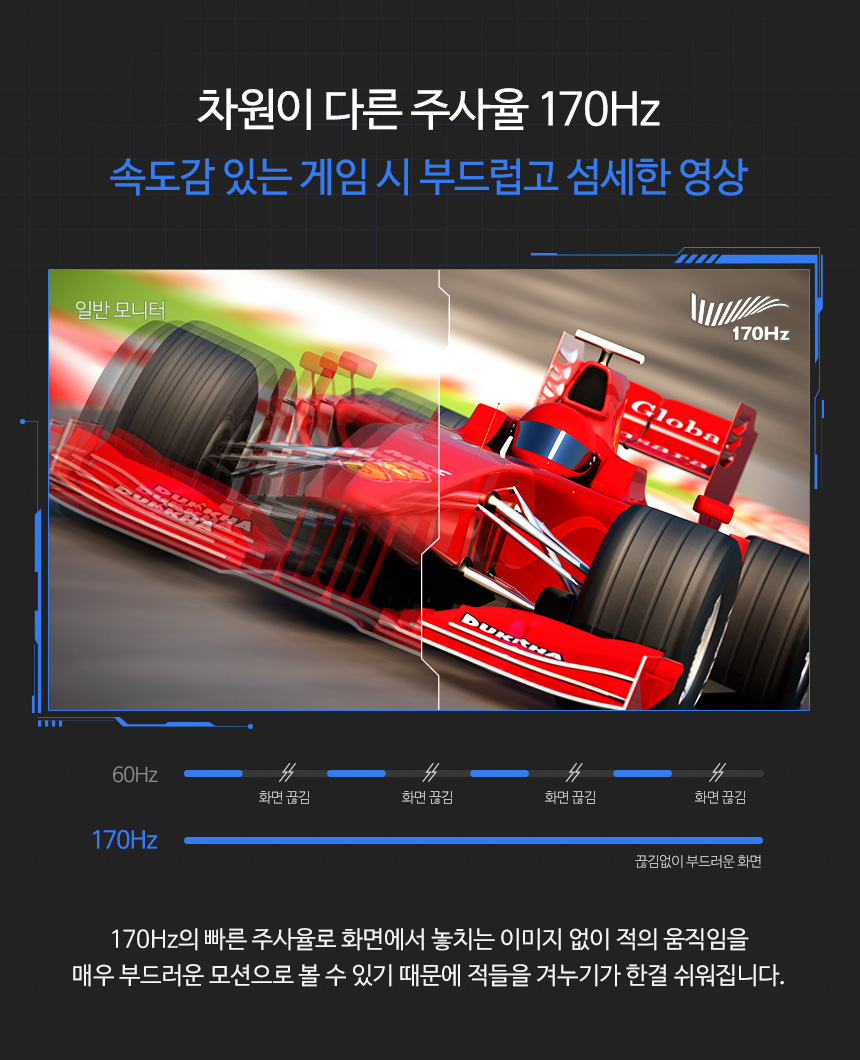 차원이 다른 주사율 170Hz
속도감 있는 게임 시 부드럽고 섬세한 영상
일반 모니터
170Hz
Globa
DUKKHA
DUKKHA
DUKKHA
60Hz
화면 끊김 화면 끊김 화면 끊김 화면 끊김
170Hz
끊김없이 부드러운 화면
170Hz의 빠른 주사율로 화면에서 놓치는 이미지 없이 적의 움직임을
매우 부드러운 모션으로 볼 수 있기 때문에 적들을 겨누기가 한결 쉬워집니다.